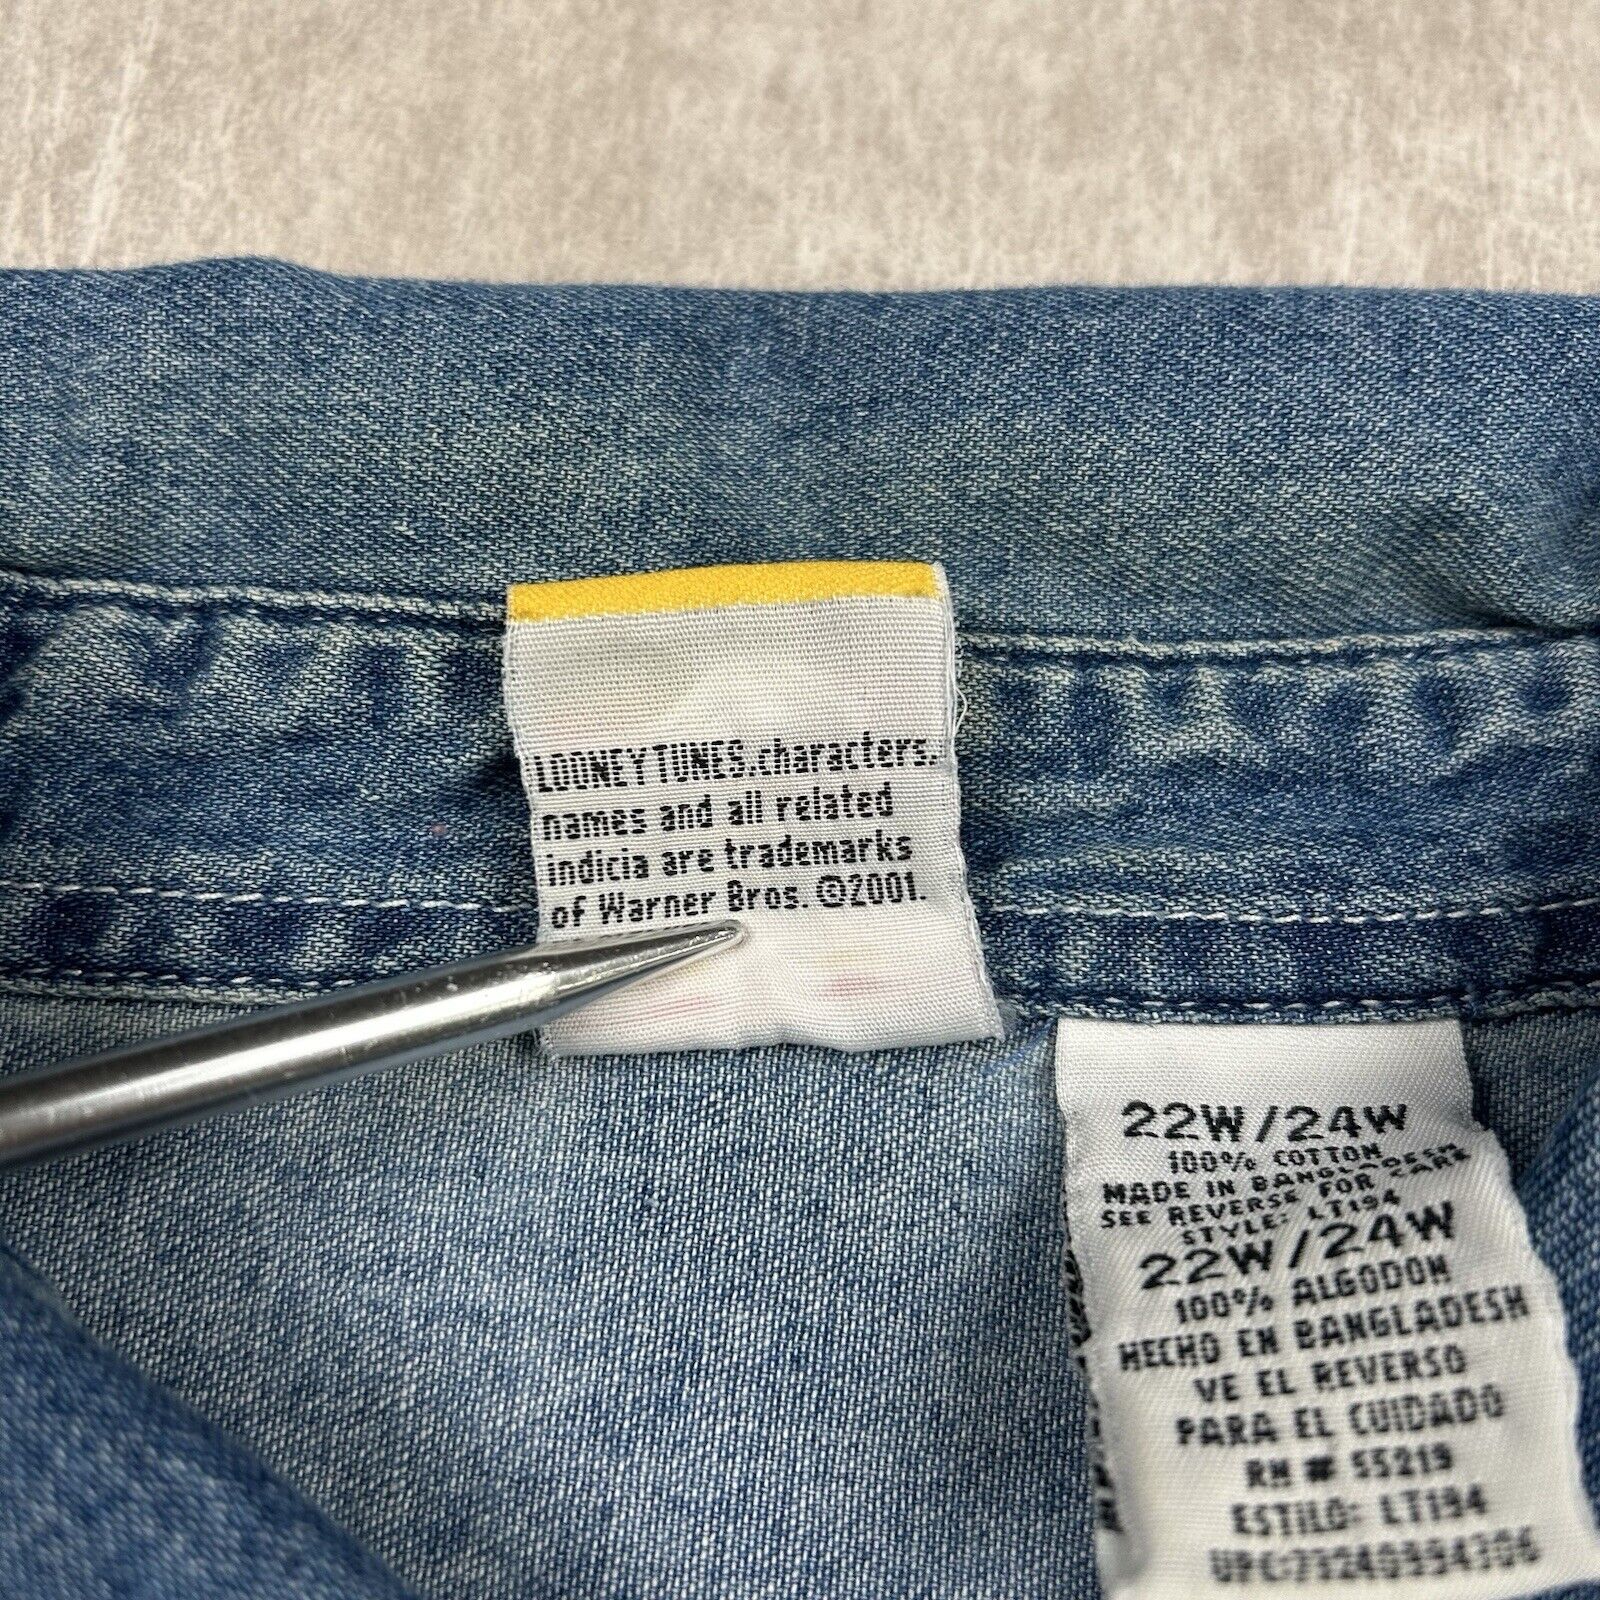 LOONEY TUNES, characters,
names and all related
indicia are trademarks
of Warner Bros. ©2001.
22W/24W
100% COTTON
MADE IN BANGLADESH
SEE REVERSE FOR CARE
STYLE: LT194
22W/24W
100% ALGODON
HECHO EN BANGLADESH
VE EL REVERSO
PARA EL CUIDADO
RN # 55219
ESTILO: LT194
UPC:73240994306